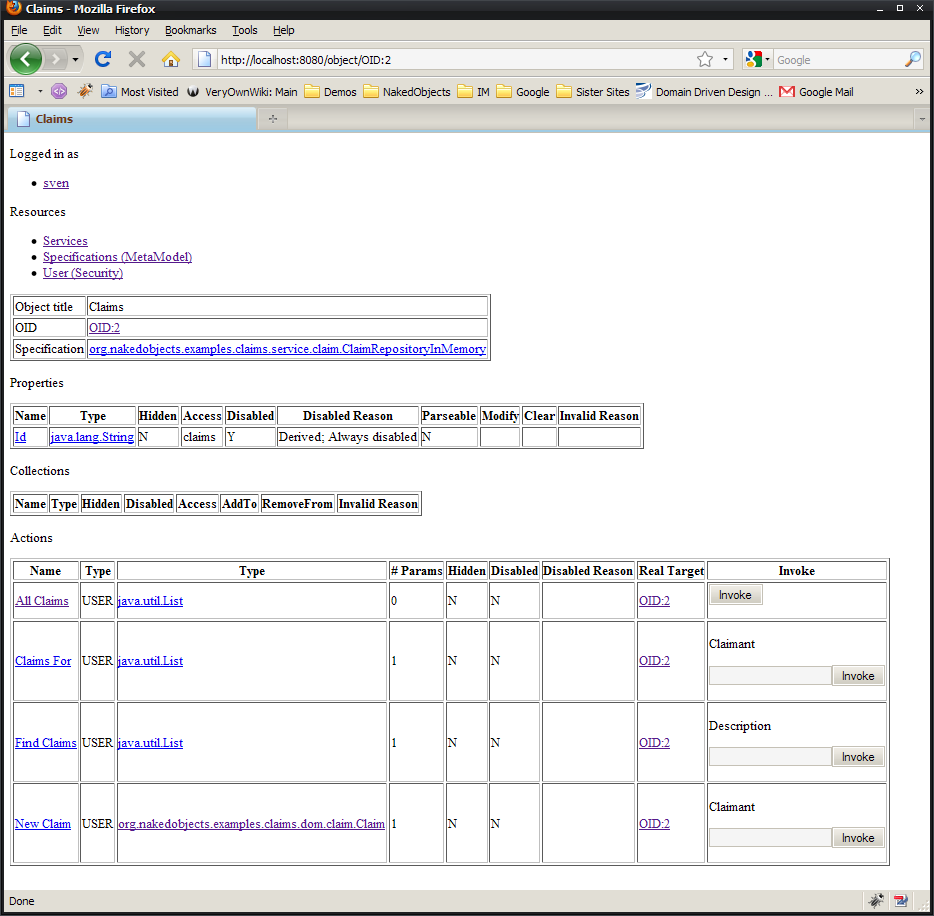 Claims - Mozilla Firefox
File Edit View History Bookmarks Tools Help
http://localhost:8080/object/OID:2 Google
Most Visited VeryOwnWiki: Main Demos NakedObjects IM Google Sister Sites Domain Driven Design ... Google Mail »
Claims
Logged in as
sven
Resources
Services
Specifications (MetaModel)
User (Security)
Object title Claims
OID OID:2
Specification org.nakedobjects.examples.claims.service.claim.ClaimRepositoryInMemory
Properties
Name Type Hidden Access Disabled Disabled Reason Parseable Modify Clear Invalid Reason
Id java.lang.String N claims Y Derived; Always disabled N
Collections
Name Type Hidden Disabled Access AddTo RemoveFrom Invalid Reason
Actions
Name Type Type # Params Hidden Disabled Disabled Reason Real Target Invoke
All Claims USER java.util.List 0 N N OID:2 Invoke
Claimant
Claims For USER java.util.List 1 N N OID:2 Invoke
Description
Find Claims USER java.util.List 1 N N OID:2 Invoke
Claimant
New Claim USER org.nakedobjects.examples.claims.dom.claim.Claim 1 N N OID:2 Invoke
Done